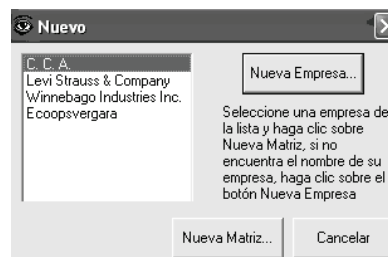 Nuevo
C. C. A.
Levi Strauss & Company
Winnebago Industries Inc.
Ecoopsvergara
Nueva Empresa...
Seleccione una empresa de
la lista y haga clic sobre
Nueva Matriz, si no
encuentra el nombre de su
empresa, haga clic sobre el
botón Nueva Empresa
Nueva Matriz...
Cancelar